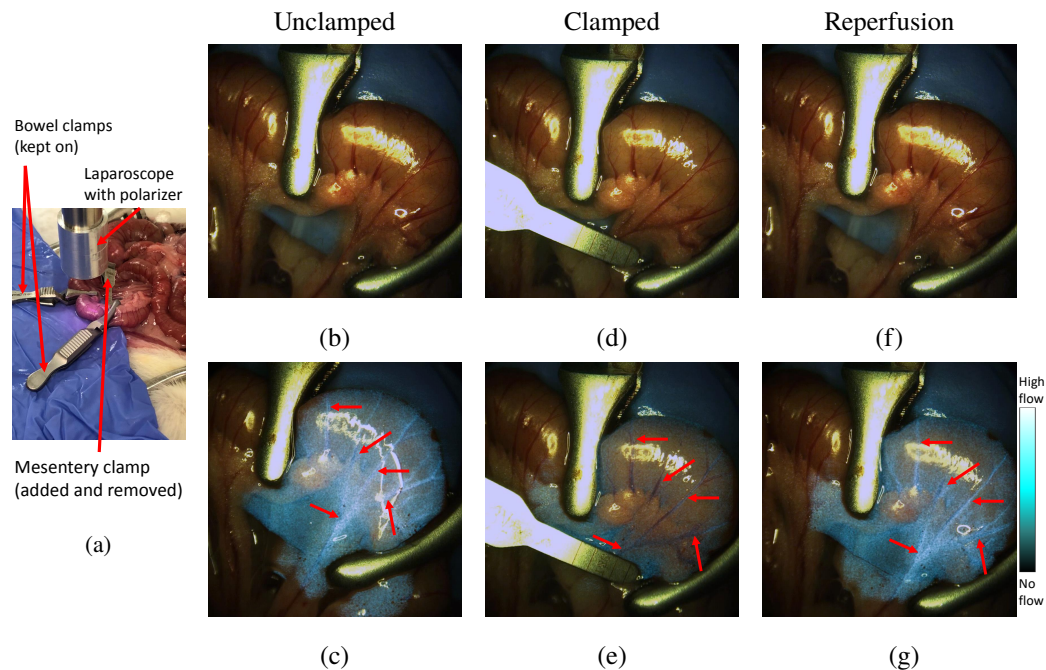 Unclamped
Clamped
Reperfusion
Bowel clamps
(kept on)
Laparoscope
with polarizer
Mesentery clamp
(added and removed)
(a)
(b)
(d)
(f)
High
flow
No
flow
(c)
(e)
(g)